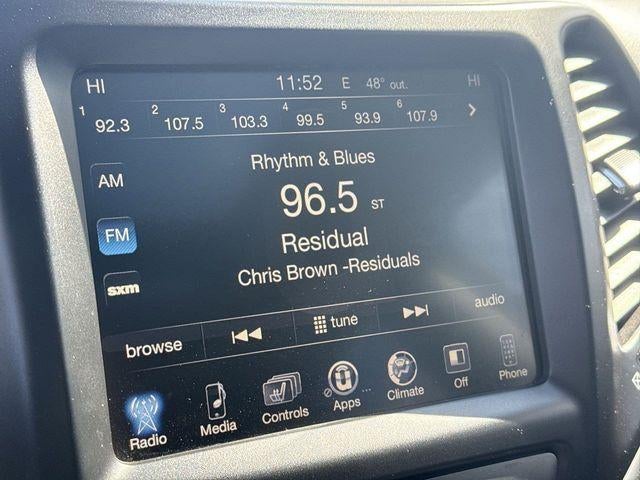 HI 11:52 E 48° out. HI
1 92.3 2 107.5 3 103.3 4 99.5 5 93.9 6 107.9
Rhythm & Blues
AM
96.5 ST
FM
Residual
Chris Brown -Residuals
sxm
browse tune audio
Radio Media Controls Apps ... Climate Off Phone